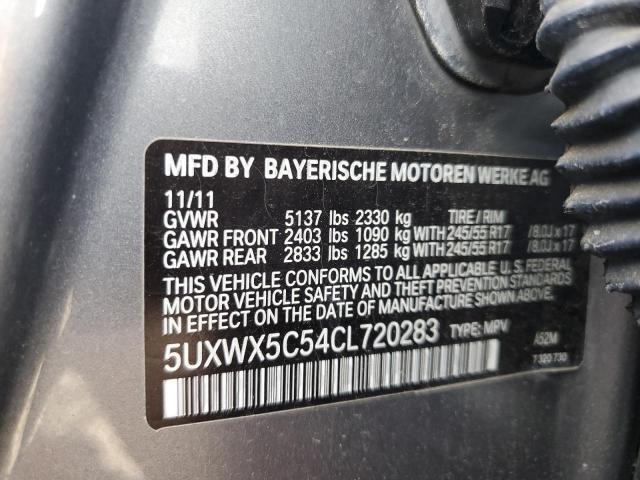 MFD BY BAYERISCHE MOTOREN WERKE AG
11/11
GVWR 5137 lbs 2330 kg TIRE / RIM
GAWR FRONT 2403 lbs 1090 kg WITH 245/55 R17 / 8.0J x 17
GAWR REAR 2833 lbs 1285 kg WITH 245/55 R17 / 8.0J x 17
THIS VEHICLE CONFORMS TO ALL APPLICABLE U. S. FEDERAL
MOTOR VEHICLE SAFETY AND THEFT PREVENTION STANDARDS
IN EFFECT ON THE DATE OF MANUFACTURE SHOWN ABOVE.
5UXWX5C54CL720283 TYPE: MPV
A52M
7 320 730